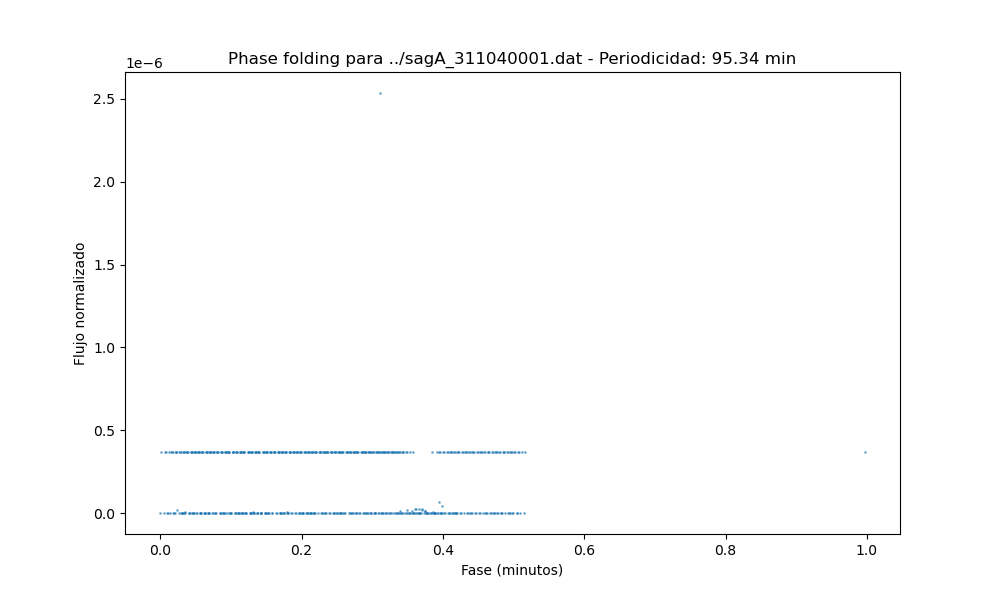 Phase folding para ../sagA_311040001.dat - Periodicidad: 95.34 min
1e−6
2.5
2.0
1.5
1.0
0.5
0.0
Flujo normalizado
0.0 0.2 0.4 0.6 0.8 1.0
Fase (minutos)